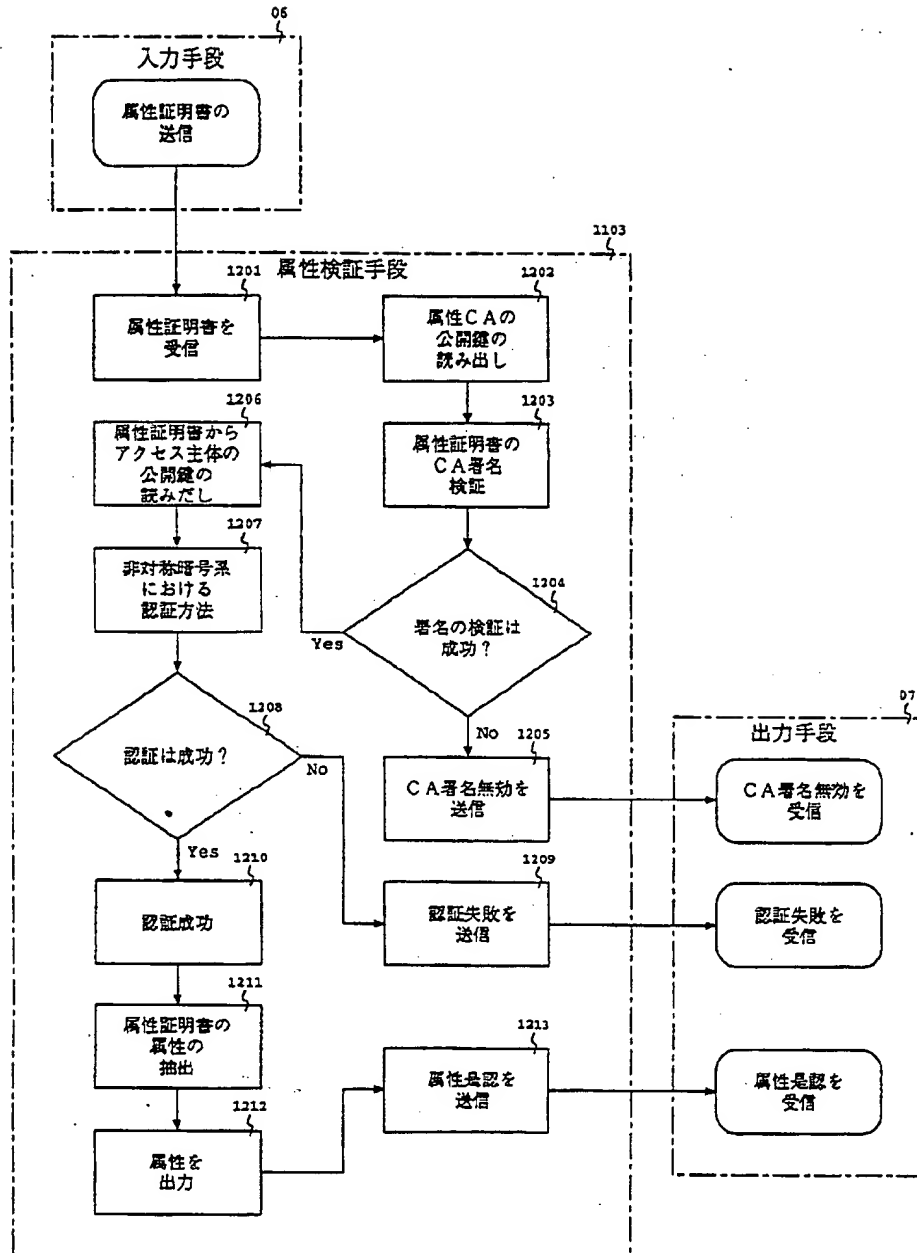 06
入力手段
属性証明書の
送信
1103
属性検証手段
1201
属性証明書を
受信
1202
属性CAの
公開鍵の
読み出し
1206
属性証明書から
アクセス主体の
公開鍵の
読みだし
1203
属性証明書の
CA署名
検証
1207
非対称暗号系
における
認証方法
1204
署名の検証は
成功?
Yes
No
1208
認証は成功?
No
Yes
1205
CA署名無効を
送信
07
出力手段
CA署名無効を
受信
1210
認証成功
1209
認証失敗を
送信
認証失敗を
受信
1211
属性証明書の
属性の
抽出
1213
属性是認を
送信
属性是認を
受信
1212
属性を
出力